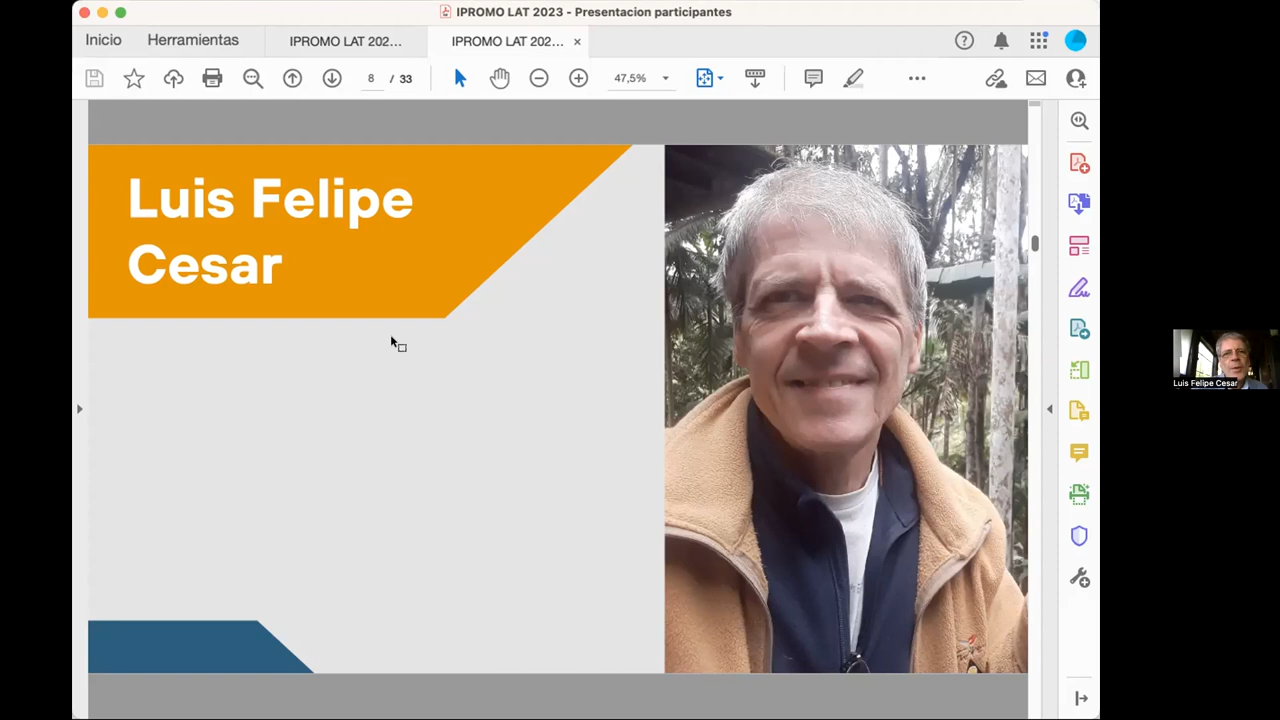 IPROMO LAT 2023 - Presentacion participantes
Inicio
Herramientas
IPROMO LAT 202...
IPROMO LAT 202...
8 / 33
47,5%
Luis Felipe
Cesar
Luis Felipe Cesar